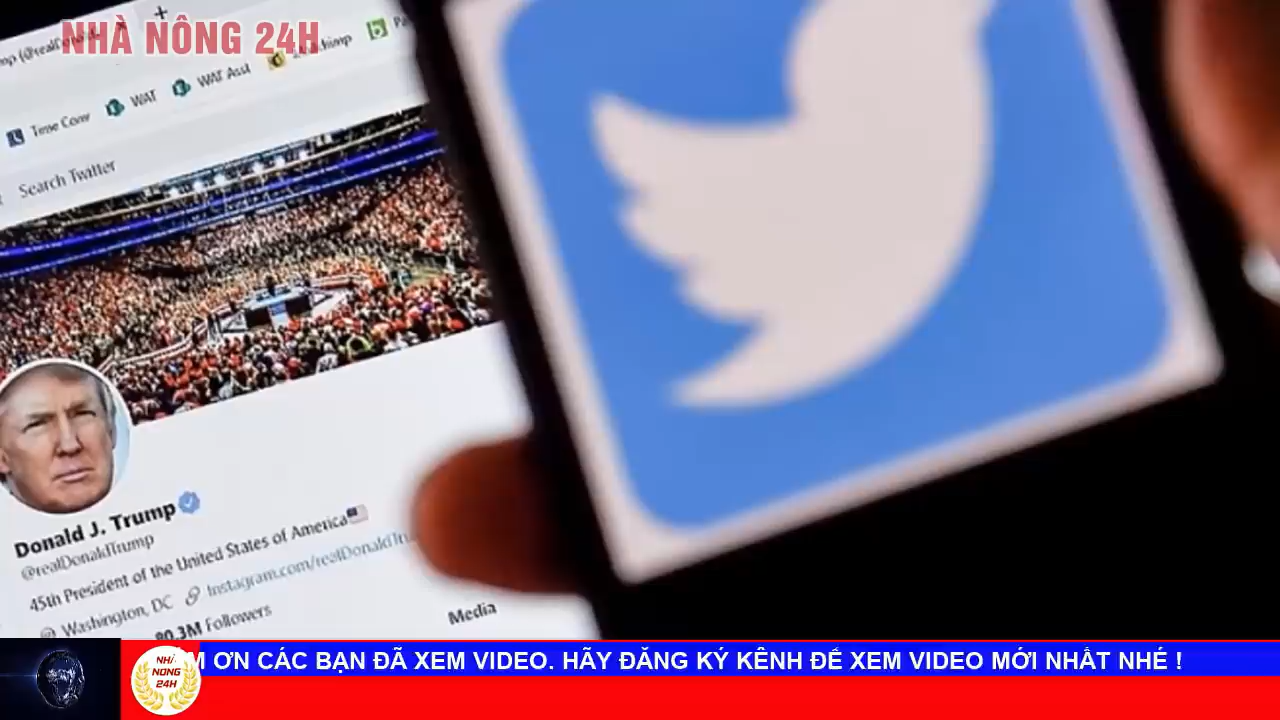 NHÀ NÔNG 24H
Time Conv
WAT
WAT Asst
Search Twitter
Donald J. Trump
@realDonaldTrump
45th President of the United States of America
Washington, DC
Instagram.com/realDonaldTru
80.3M Followers
Media
M ƠN CÁC BẠN ĐÃ XEM VIDEO. HÃY ĐĂNG KÝ KÊNH ĐỂ XEM VIDEO MỚI NHẤT NHÉ !
NHÀ
NÔNG
24H